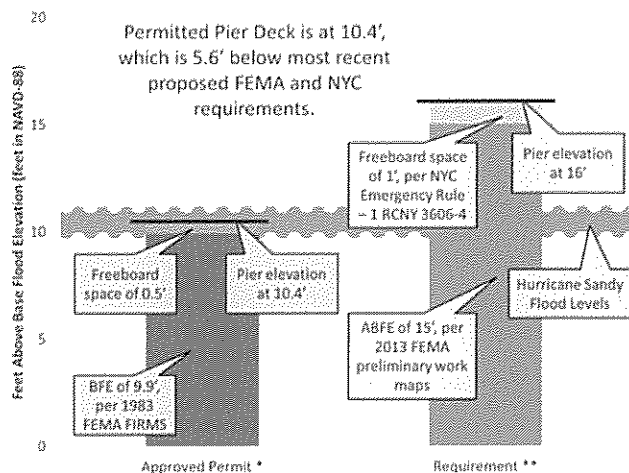 Permitted Pier Deck is at 10.4',
which is 5.6' below most recent
proposed FEMA and NYC
requirements.
Feet Above Base Flood Elevation (feet in NAVD-88)
20
15
10
5
0
Freeboard
space of 0.5'
Pier elevation
at 10.4'
BFE of 9.9',
per 1983
FEMA FIRMS
Freeboard space
of 1', per NYC
Emergency Rule
– 1 RCNY 3606-4
Pier elevation
at 16'
Hurricane Sandy
Flood Levels
ABFE of 15', per
2013 FEMA
preliminary work
maps
Approved Permit *
Requirement **